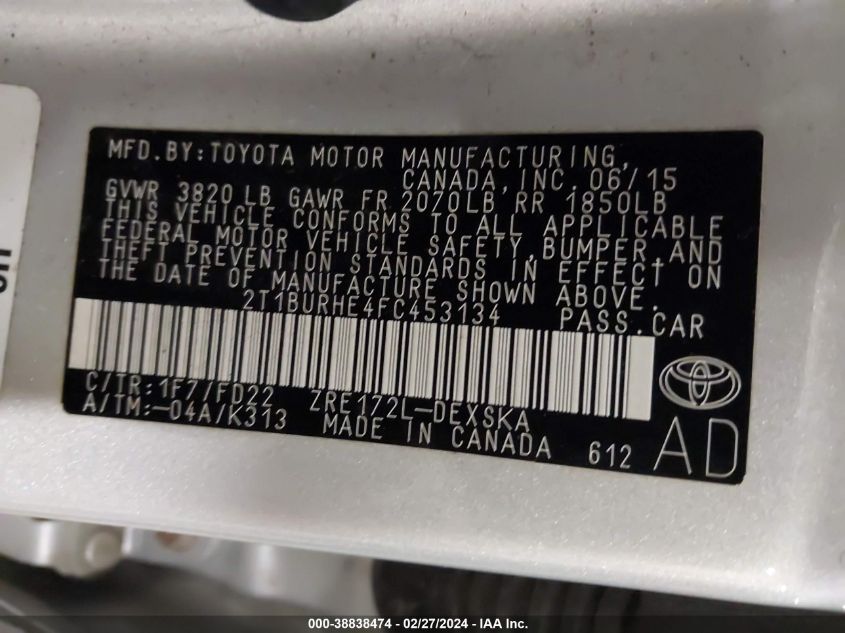 MFD.BY:TOYOTA MOTOR MANUFACTURING,
CANADA, INC. 06/15
GVWR 3820 LB GAWR FR 2070LB RR 1850LB
THIS VEHICLE CONFORMS TO ALL APPLICABLE
FEDERAL MOTOR VEHICLE SAFETY, BUMPER, AND
THEFT PREVENTION STANDARDS IN EFFECT ON
THE DATE OF MANUFACTURE SHOWN ABOVE.
2T1BURHE4FC453134 PASS.CAR
C/TR:1F7/FD22 ZRE172L-DEXSKA
A/TM:-04A/K313 MADE IN CANADA 612 AD
000-38838474 / 02/27/2024 / IAA Inc.